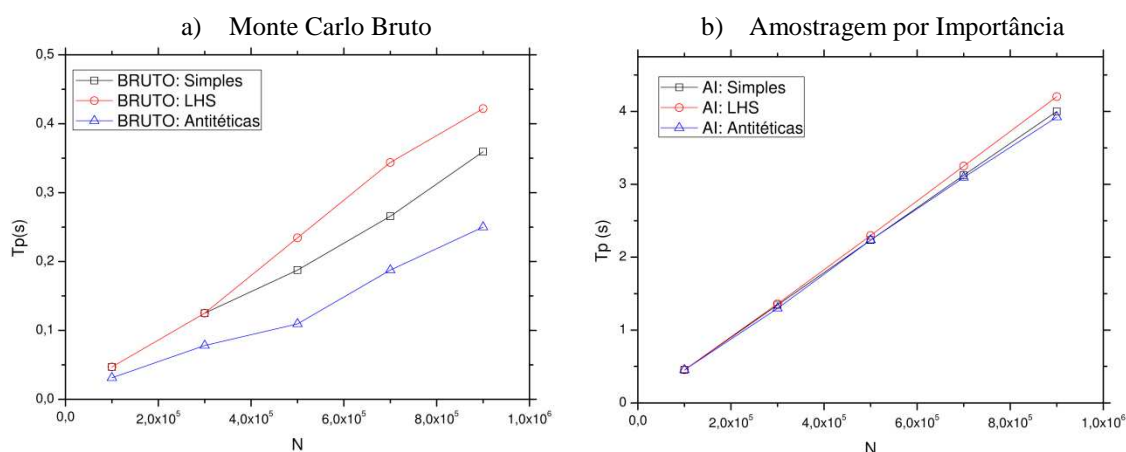 a) Monte Carlo Bruto
0,5
0,4
0,3
0,2
0,1
0,0
Tp(s)
BRUTO: Simples
BRUTO: LHS
BRUTO: Antitéticas
0,0
2,0x10⁵
4,0x10⁵
6,0x10⁵
8,0x10⁵
1,0x10⁶
N
b) Amostragem por Importância
4
3
2
1
0
Tp (s)
AI: Simples
AI: LHS
AI: Antitéticas
0,0
2,0x10⁵
4,0x10⁵
6,0x10⁵
8,0x10⁵
1,0x10⁶
N